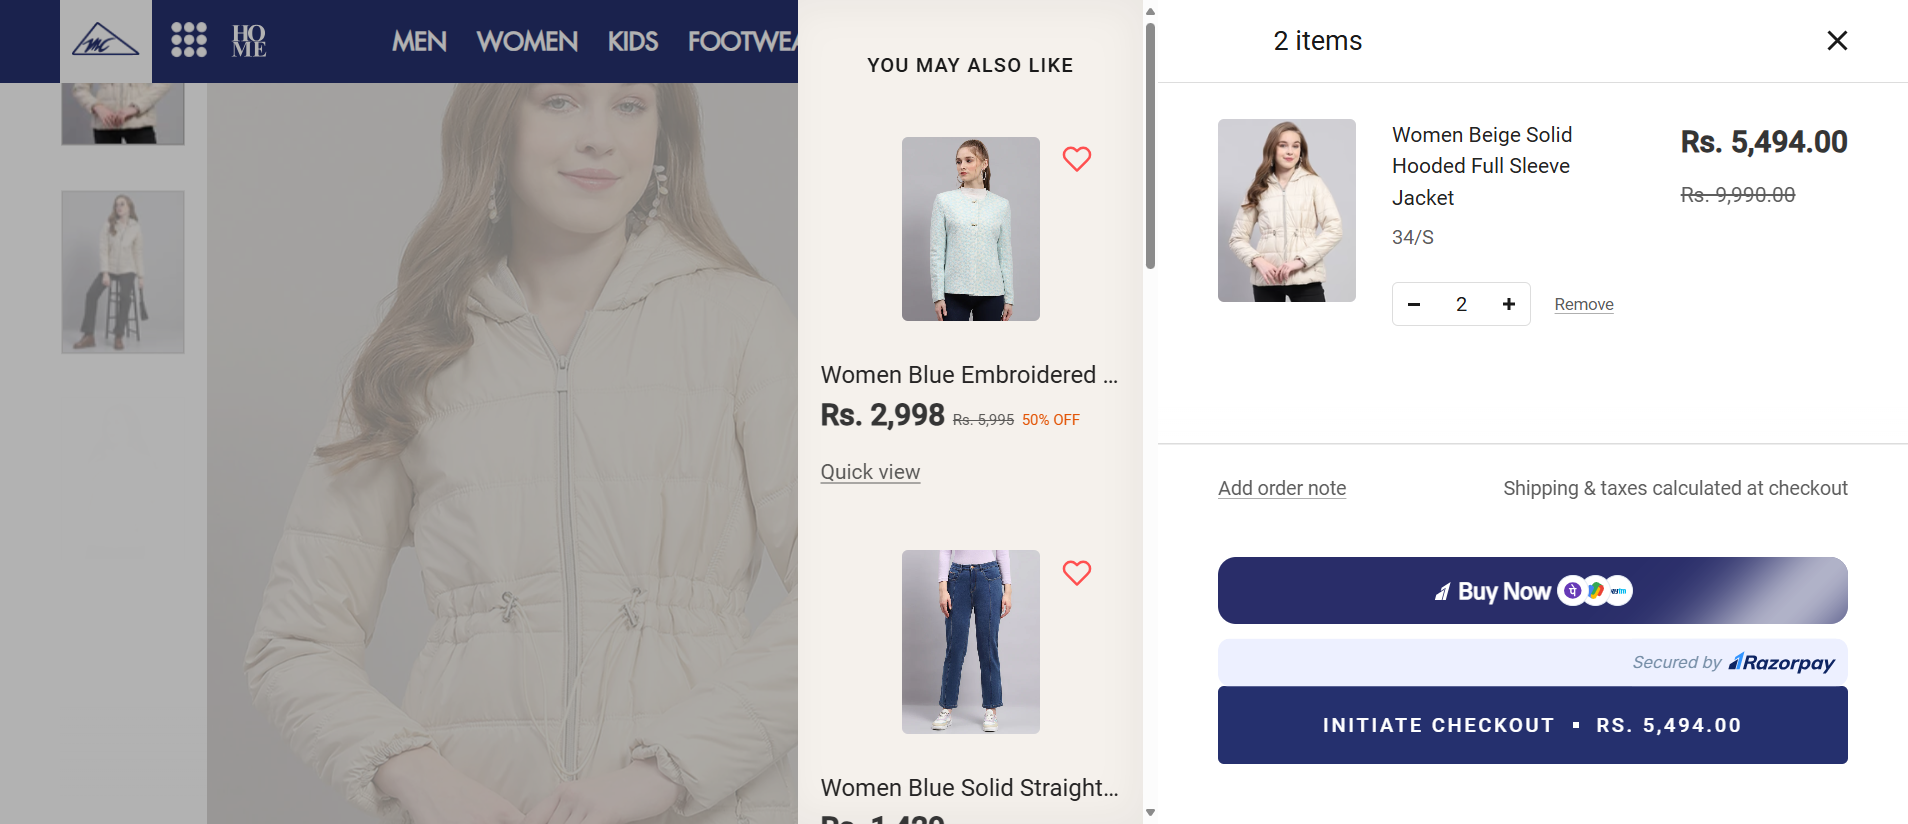 MC
HO
ME
MEN
WOMEN
KIDS
YOU MAY ALSO LIKE
Women Blue Embroidered ...
Rs. 2,998 Rs. 5,995 50% OFF
Quick view
Women Blue Solid Straight...
2 items
Women Beige Solid
Hooded Full Sleeve
Jacket
34/S
2
Remove
Rs. 5,494.00
Rs. 9,990.00
Add order note
Shipping & taxes calculated at checkout
Buy Now पे paytm
Secured by Razorpay
INITIATE CHECKOUT ▪ RS. 5,494.00